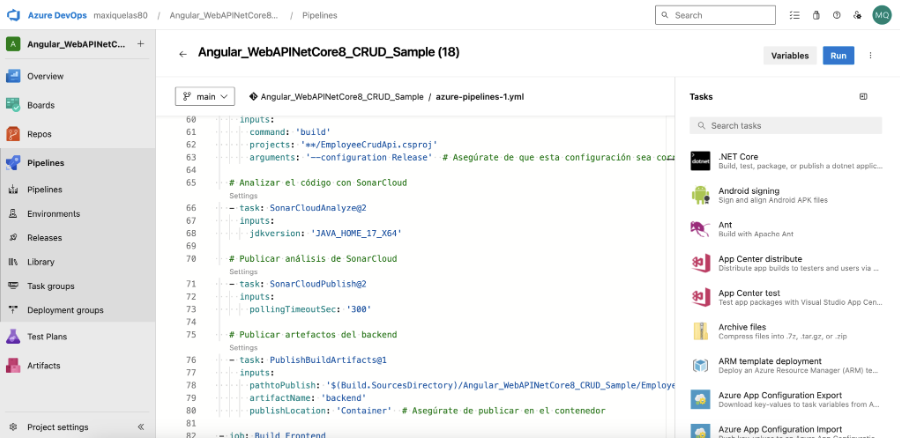 Azure DevOps maxiquelas80 / Angular_WebAPINetCore8... / Pipelines
Search
MQ
A Angular_WebAPINetC... +
Overview
Boards
Repos
Pipelines
Pipelines
Environments
Releases
Library
Task groups
Deployment groups
Test Plans
Artifacts
Project settings
Angular_WebAPINetCore8_CRUD_Sample (18)
Variables
Run
main
Angular_WebAPINetCore8_CRUD_Sample / azure-pipelines-1.yml
60 inputs:
61 command: 'build'
62 projects: '**/EmployeeCrudApi.csproj'
63 arguments: '--configuration Release' # Asegúrate de que esta configuración sea
64
65 # Analizar el código con SonarCloud
Settings
66 - task: SonarCloudAnalyze@2
67 inputs:
68 jdkversion: 'JAVA_HOME_17_X64'
69
70 # Publicar análisis de SonarCloud
Settings
71 - task: SonarCloudPublish@2
72 inputs:
73 pollingTimeoutSec: '300'
74
75 # Publicar artefactos del backend
Settings
76 - task: PublishBuildArtifacts@1
77 inputs:
78 pathtoPublish: '$(Build.SourcesDirectory)/Angular_WebAPINetCore8_CRUD_Sample/Employe
79 artifactName: 'backend'
80 publishLocation: 'Container' # Asegúrate de publicar en el contenedor
81
82 - job: Build Frontend
Tasks
Search tasks
dotnet
.NET Core
Build, test, package, or publish a dotnet applic...
Android signing
Sign and align Android APK files
Ant
Build with Apache Ant
App Center distribute
Distribute app builds to testers and users via ...
App Center test
Test app packages with Visual Studio App Cen...
Archive files
Compress files into .7z, .tar.gz, or .zip
ARM template deployment
Deploy an Azure Resource Manager (ARM) te...
Azure App Configuration Export
Download key-values to task variables from A...
Azure App Configuration Import